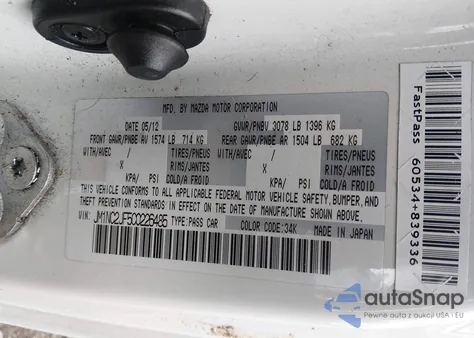 MFD. BY MAZDA MOTOR CORPORATION
DATE 05/12 GVWR/PNBV 3078 LB 1396 KG
FRONT GAWR/PNBE AV 1574 LB 714 KG REAR GAWR/PNBE AR 1504 LB 682 KG
WITH/AVEC TIRES/PNEUS WITH/AVEC TIRES/PNEUS
X RIMS/JANTES X RIMS/JANTES
KPA/ PSI COLD/A FROID KPA/ PSI COLD/A FROID
THIS VEHICLE CONFORMS TO ALL APPLICABLE FEDERAL MOTOR VEHICLE SAFETY, BUMPER, AND
THEFT PREVENTION STANDARDS IN EFFECT ON THE DATE OF MANUFACTURE SHOWN ABOVE.
VIN: JM1NC2JF5C0226485 TYPE: PASS CAR COLOR CODE: 34K MADE IN JAPAN
FastPass 60534+839336
autoSnap
Pewne auta z aukcji USA i EU